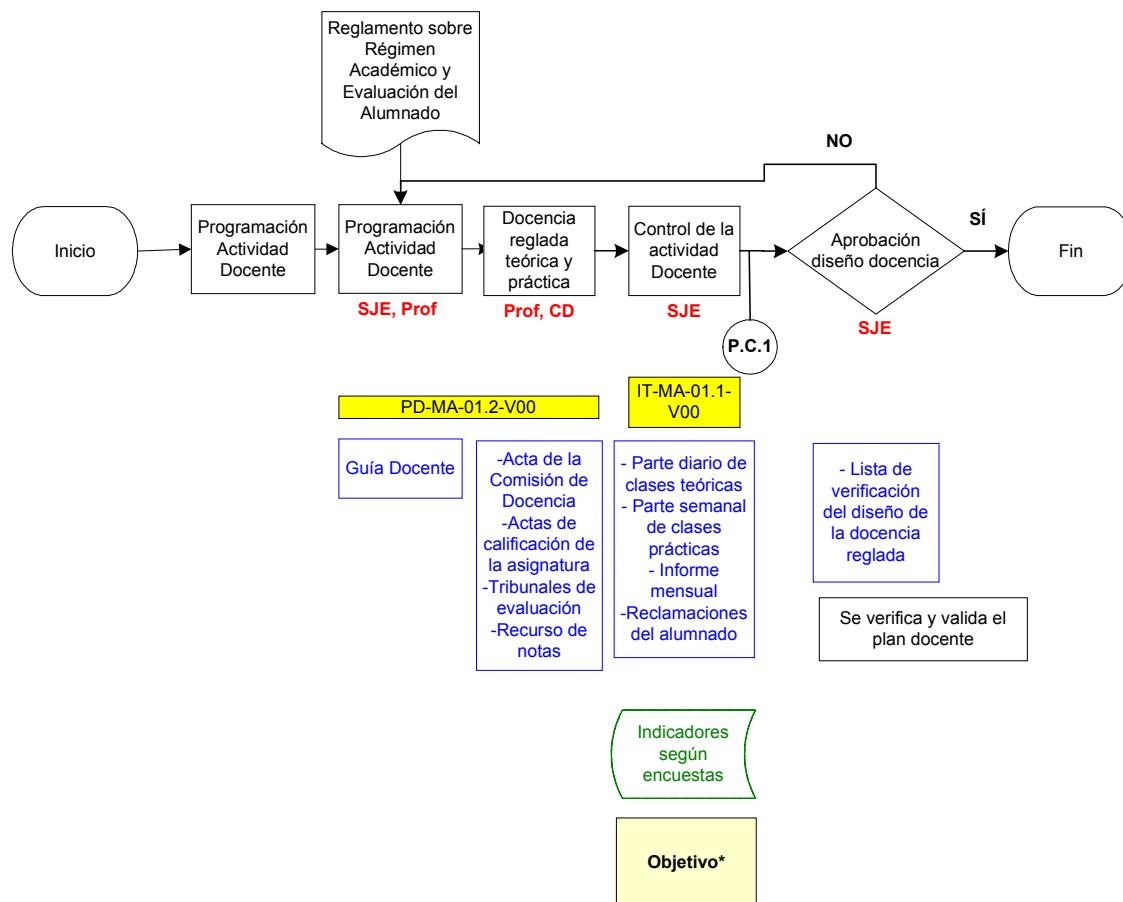 Reglamento sobre
Régimen
Académico y
Evaluación del
Alumnado
NO
SÍ
Inicio
Programación
Actividad
Docente
Programación
Actividad
Docente
SJE, Prof
Docencia
reglada
teórica y
práctica
Prof, CD
Control de la
actividad
Docente
SJE
P.C.1
Aprobación
diseño docencia
SJE
Fin
PD-MA-01.2-V00
IT-MA-01.1-
V00
Guía Docente
-Acta de la
Comisión de
Docencia
-Actas de
calificación de
la asignatura
-Tribunales de
evaluación
-Recurso de
notas
- Parte diario de
clases teóricas
- Parte semanal
de clases
prácticas
- Informe
mensual
-Reclamaciones
del alumnado
- Lista de
verificación
del diseño de
la docencia
reglada
Se verifica y valida el
plan docente
Indicadores
según
encuestas
Objetivo*